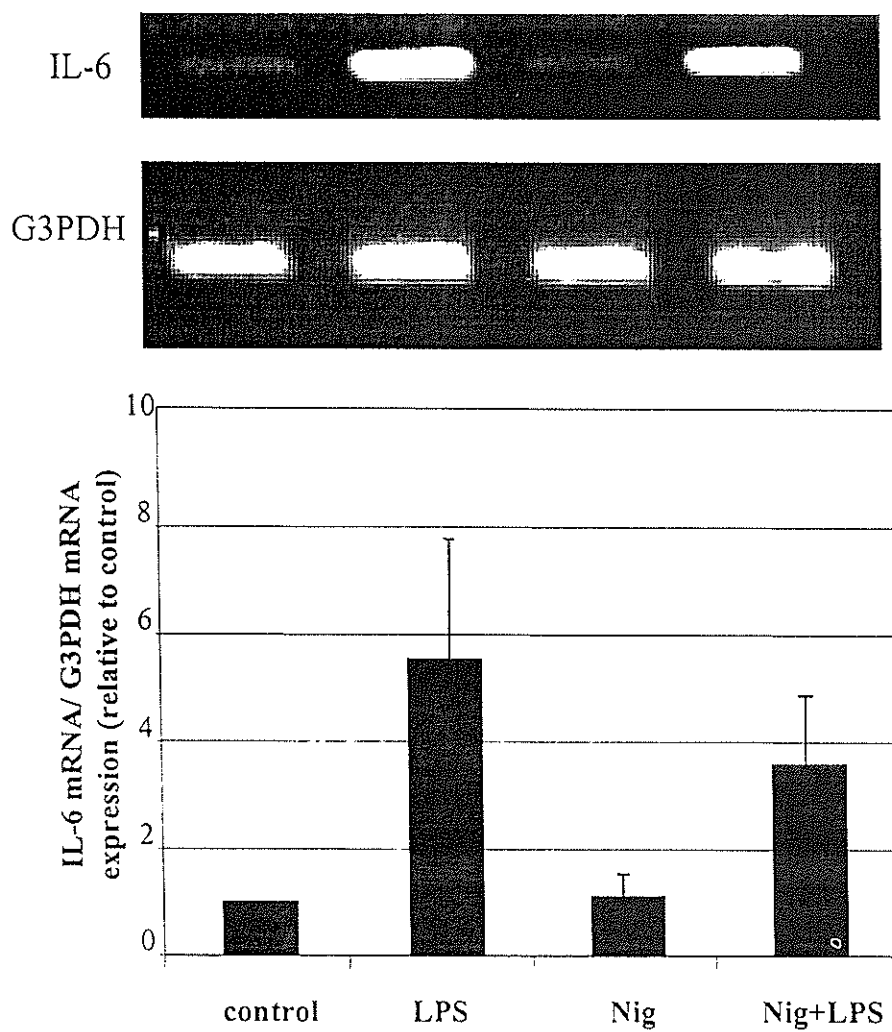 IL-6
G3PDH
10
8
6
4
2
0
IL-6 mRNA/ G3PDH mRNA
expression (relative to control)
control LPS Nig Nig+LPS